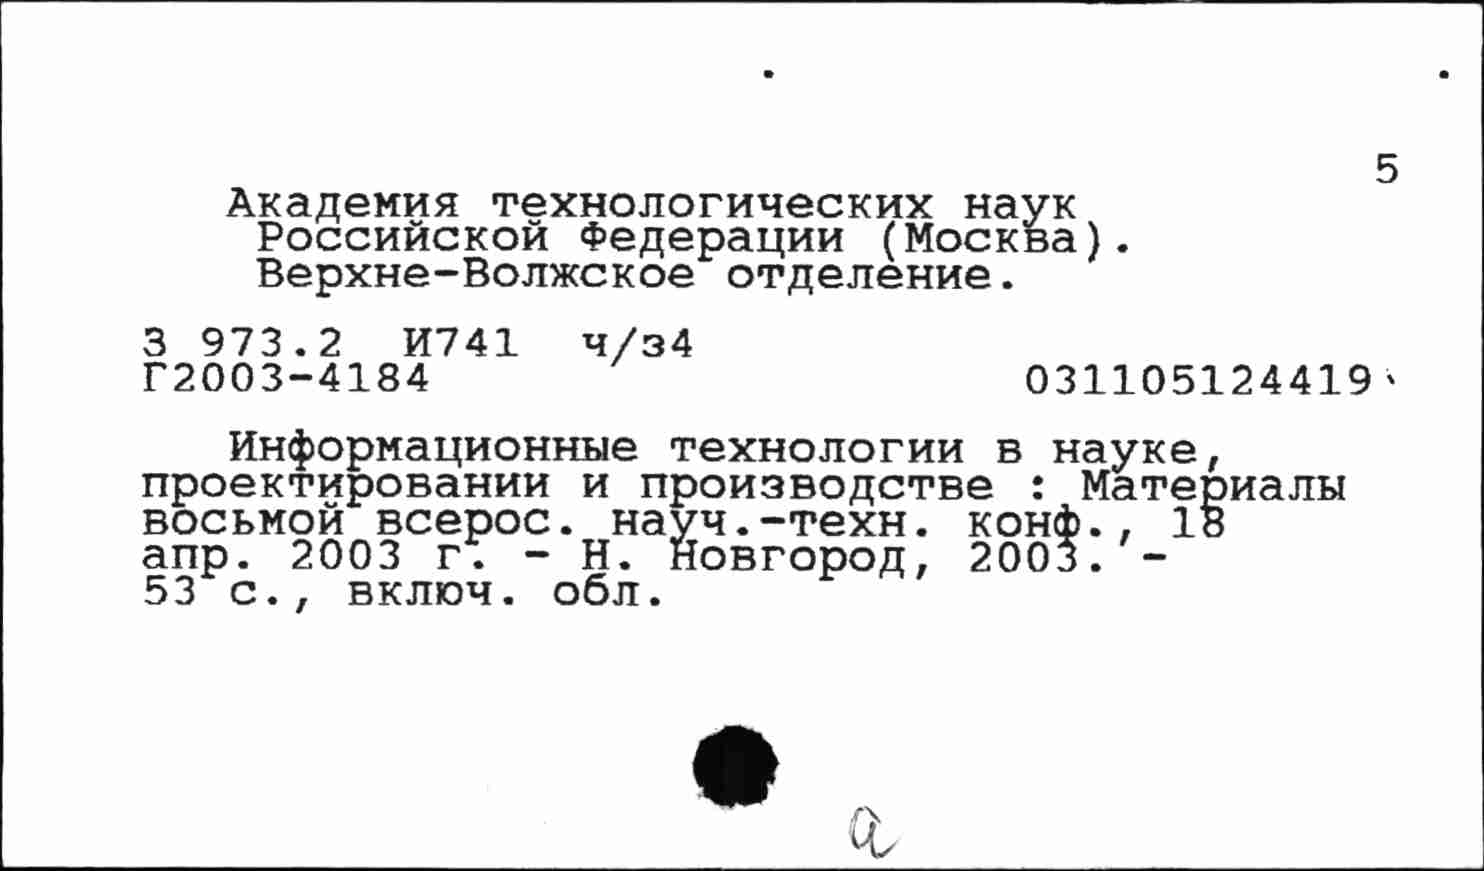 5
Академия технологических наук
Российской Федерации (Москва).
Верхне-Волжское отделение.
З 973.2 И741 ч/з4
Г2003-4184 031105124419
Информационные технологии в науке,
проектировании и производстве : Материалы
восьмой всерос. науч.-техн. конф., 18
апр. 2003 г. - Н. Новгород, 2003. -
53 с., включ. обл.
а